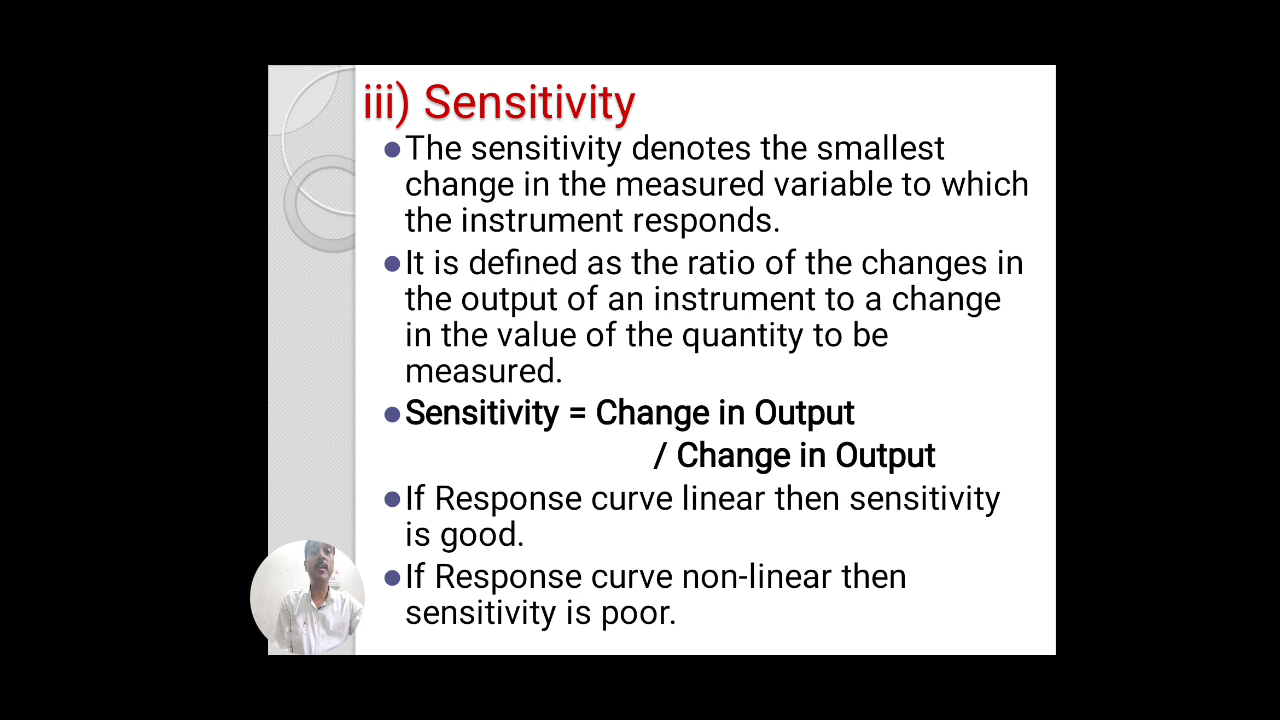 iii) Sensitivity
●The sensitivity denotes the smallest
change in the measured variable to which
the instrument responds.
●It is defined as the ratio of the changes in
the output of an instrument to a change
in the value of the quantity to be
measured.
●Sensitivity = Change in Output
/ Change in Output
●If Response curve linear then sensitivity
is good.
●If Response curve non-linear then
sensitivity is poor.